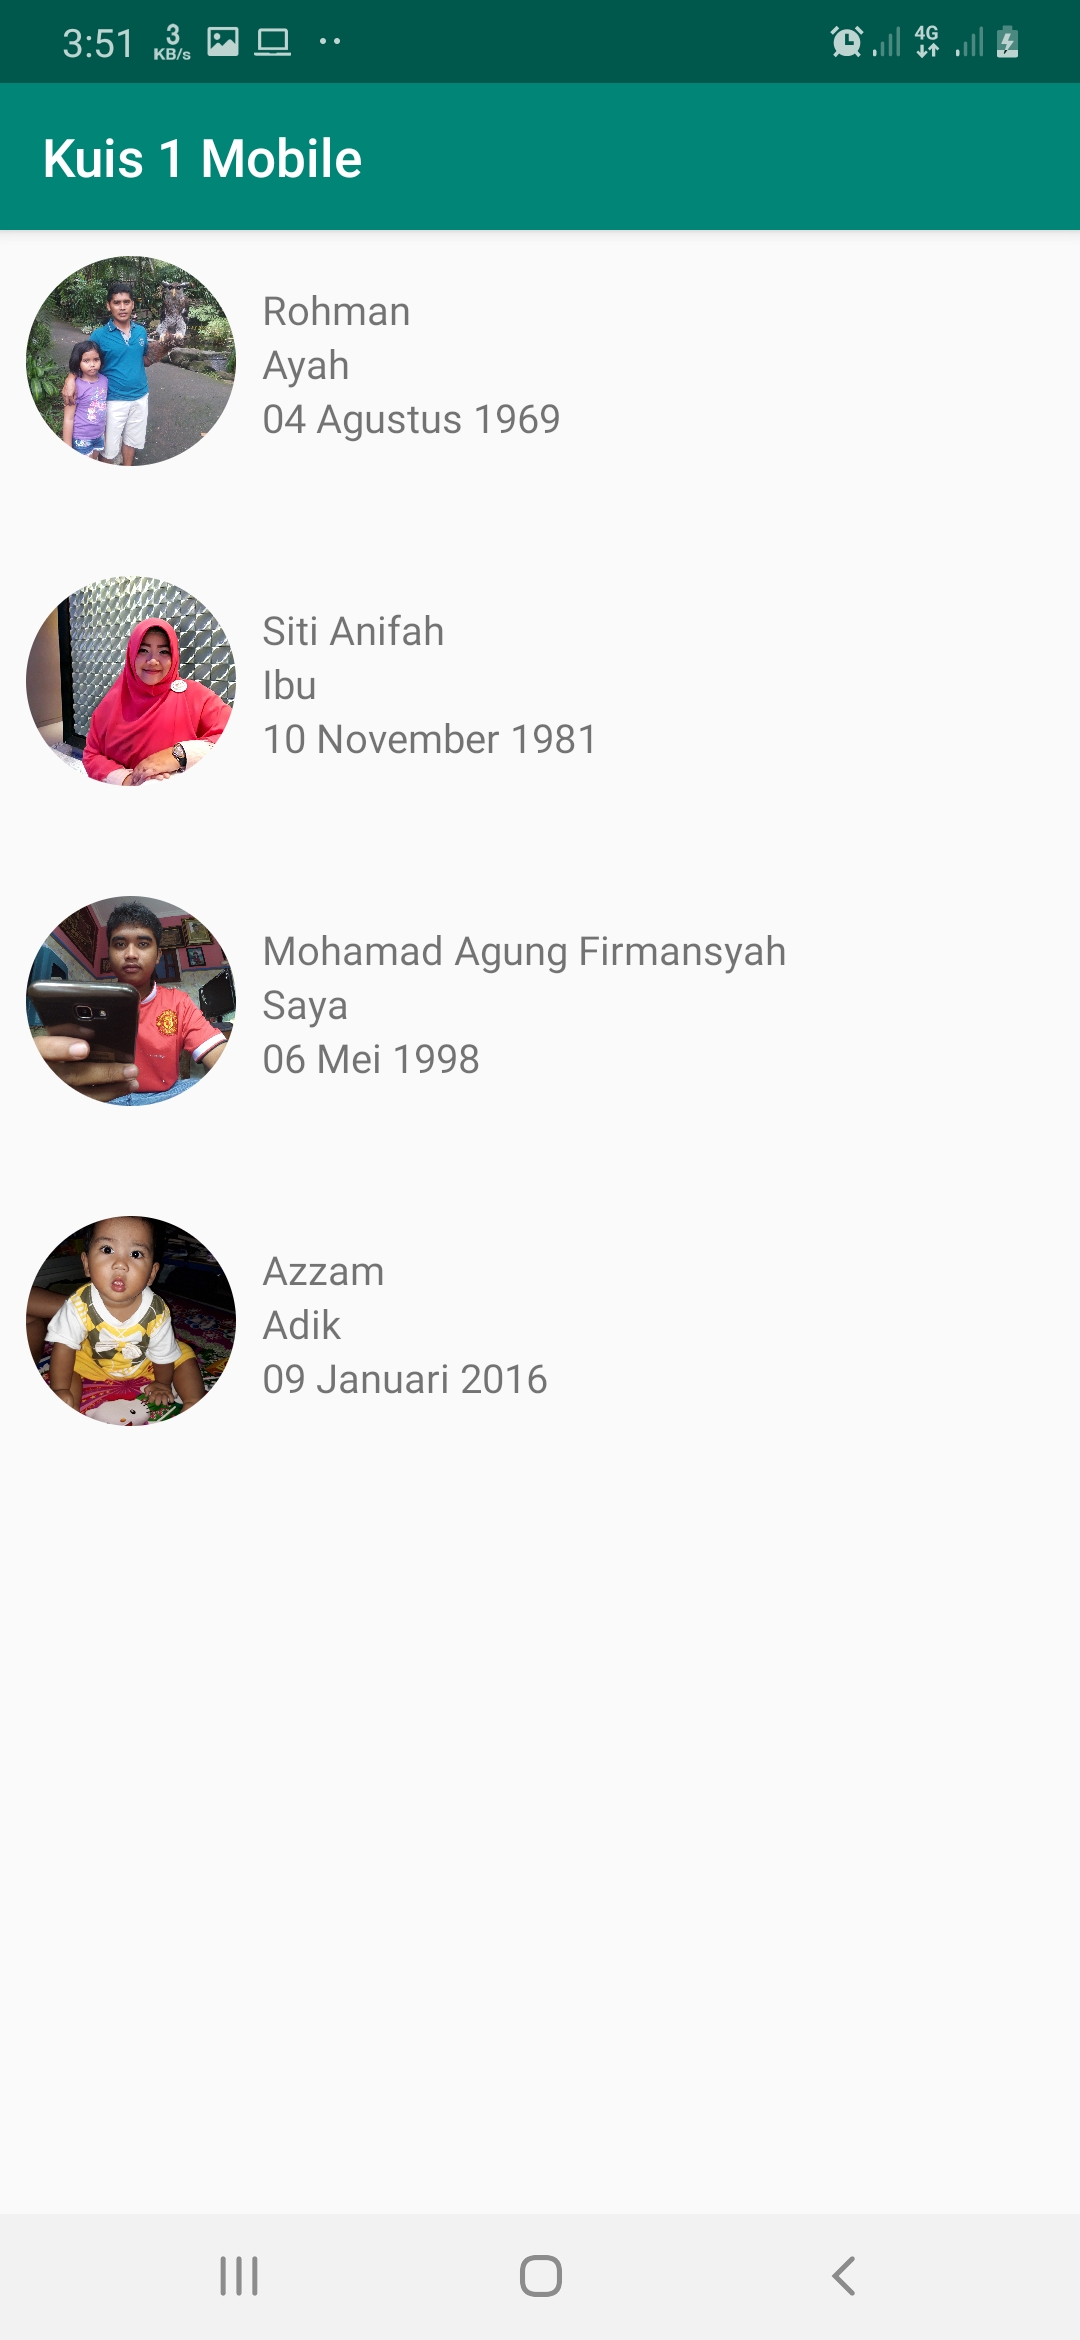 3:51 3 KB/s 4G
Kuis 1 Mobile
Rohman
Ayah
04 Agustus 1969
Siti Anifah
Ibu
10 November 1981
Mohamad Agung Firmansyah
Saya
06 Mei 1998
Azzam
Adik
09 Januari 2016